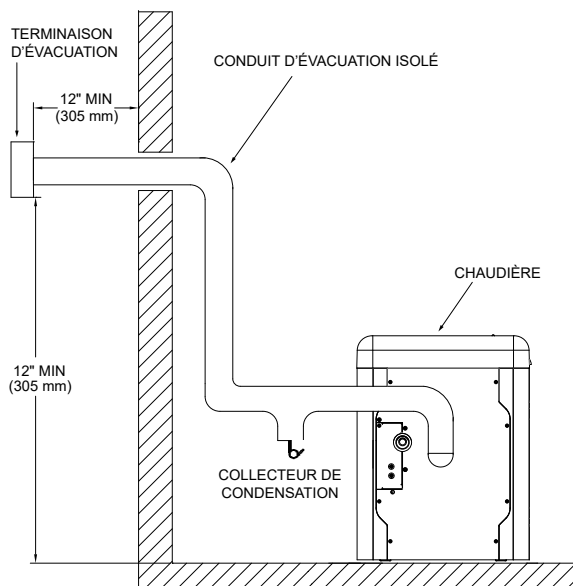 TERMINAISON
D'ÉVACUATION
CONDUIT D'ÉVACUATION ISOLÉ
12" MIN
(305 mm)
CHAUDIÈRE
12" MIN
(305 mm)
COLLECTEUR DE
CONDENSATION